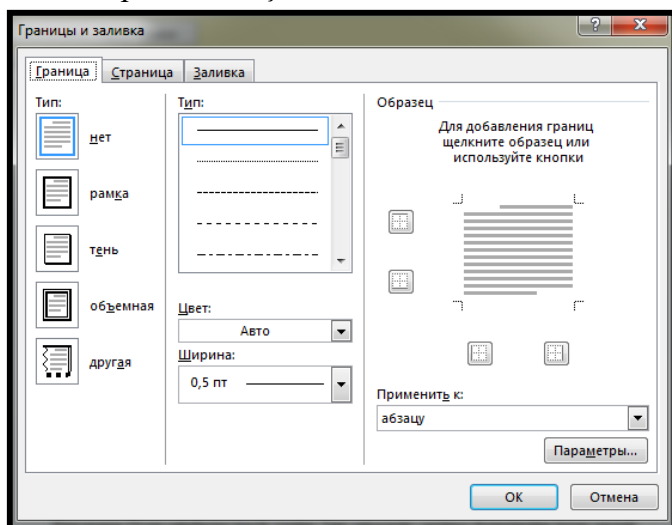 Границы и заливка
Граница
Страница
Заливка
Тип:
нет
рамка
тень
объемная
другая
Тип:
Цвет:
Авто
Ширина:
0,5 пт
Образец
Для добавления границ
щелкните образец или
используйте кнопки
Применить к:
абзацу
Параметры...
ОК
Отмена